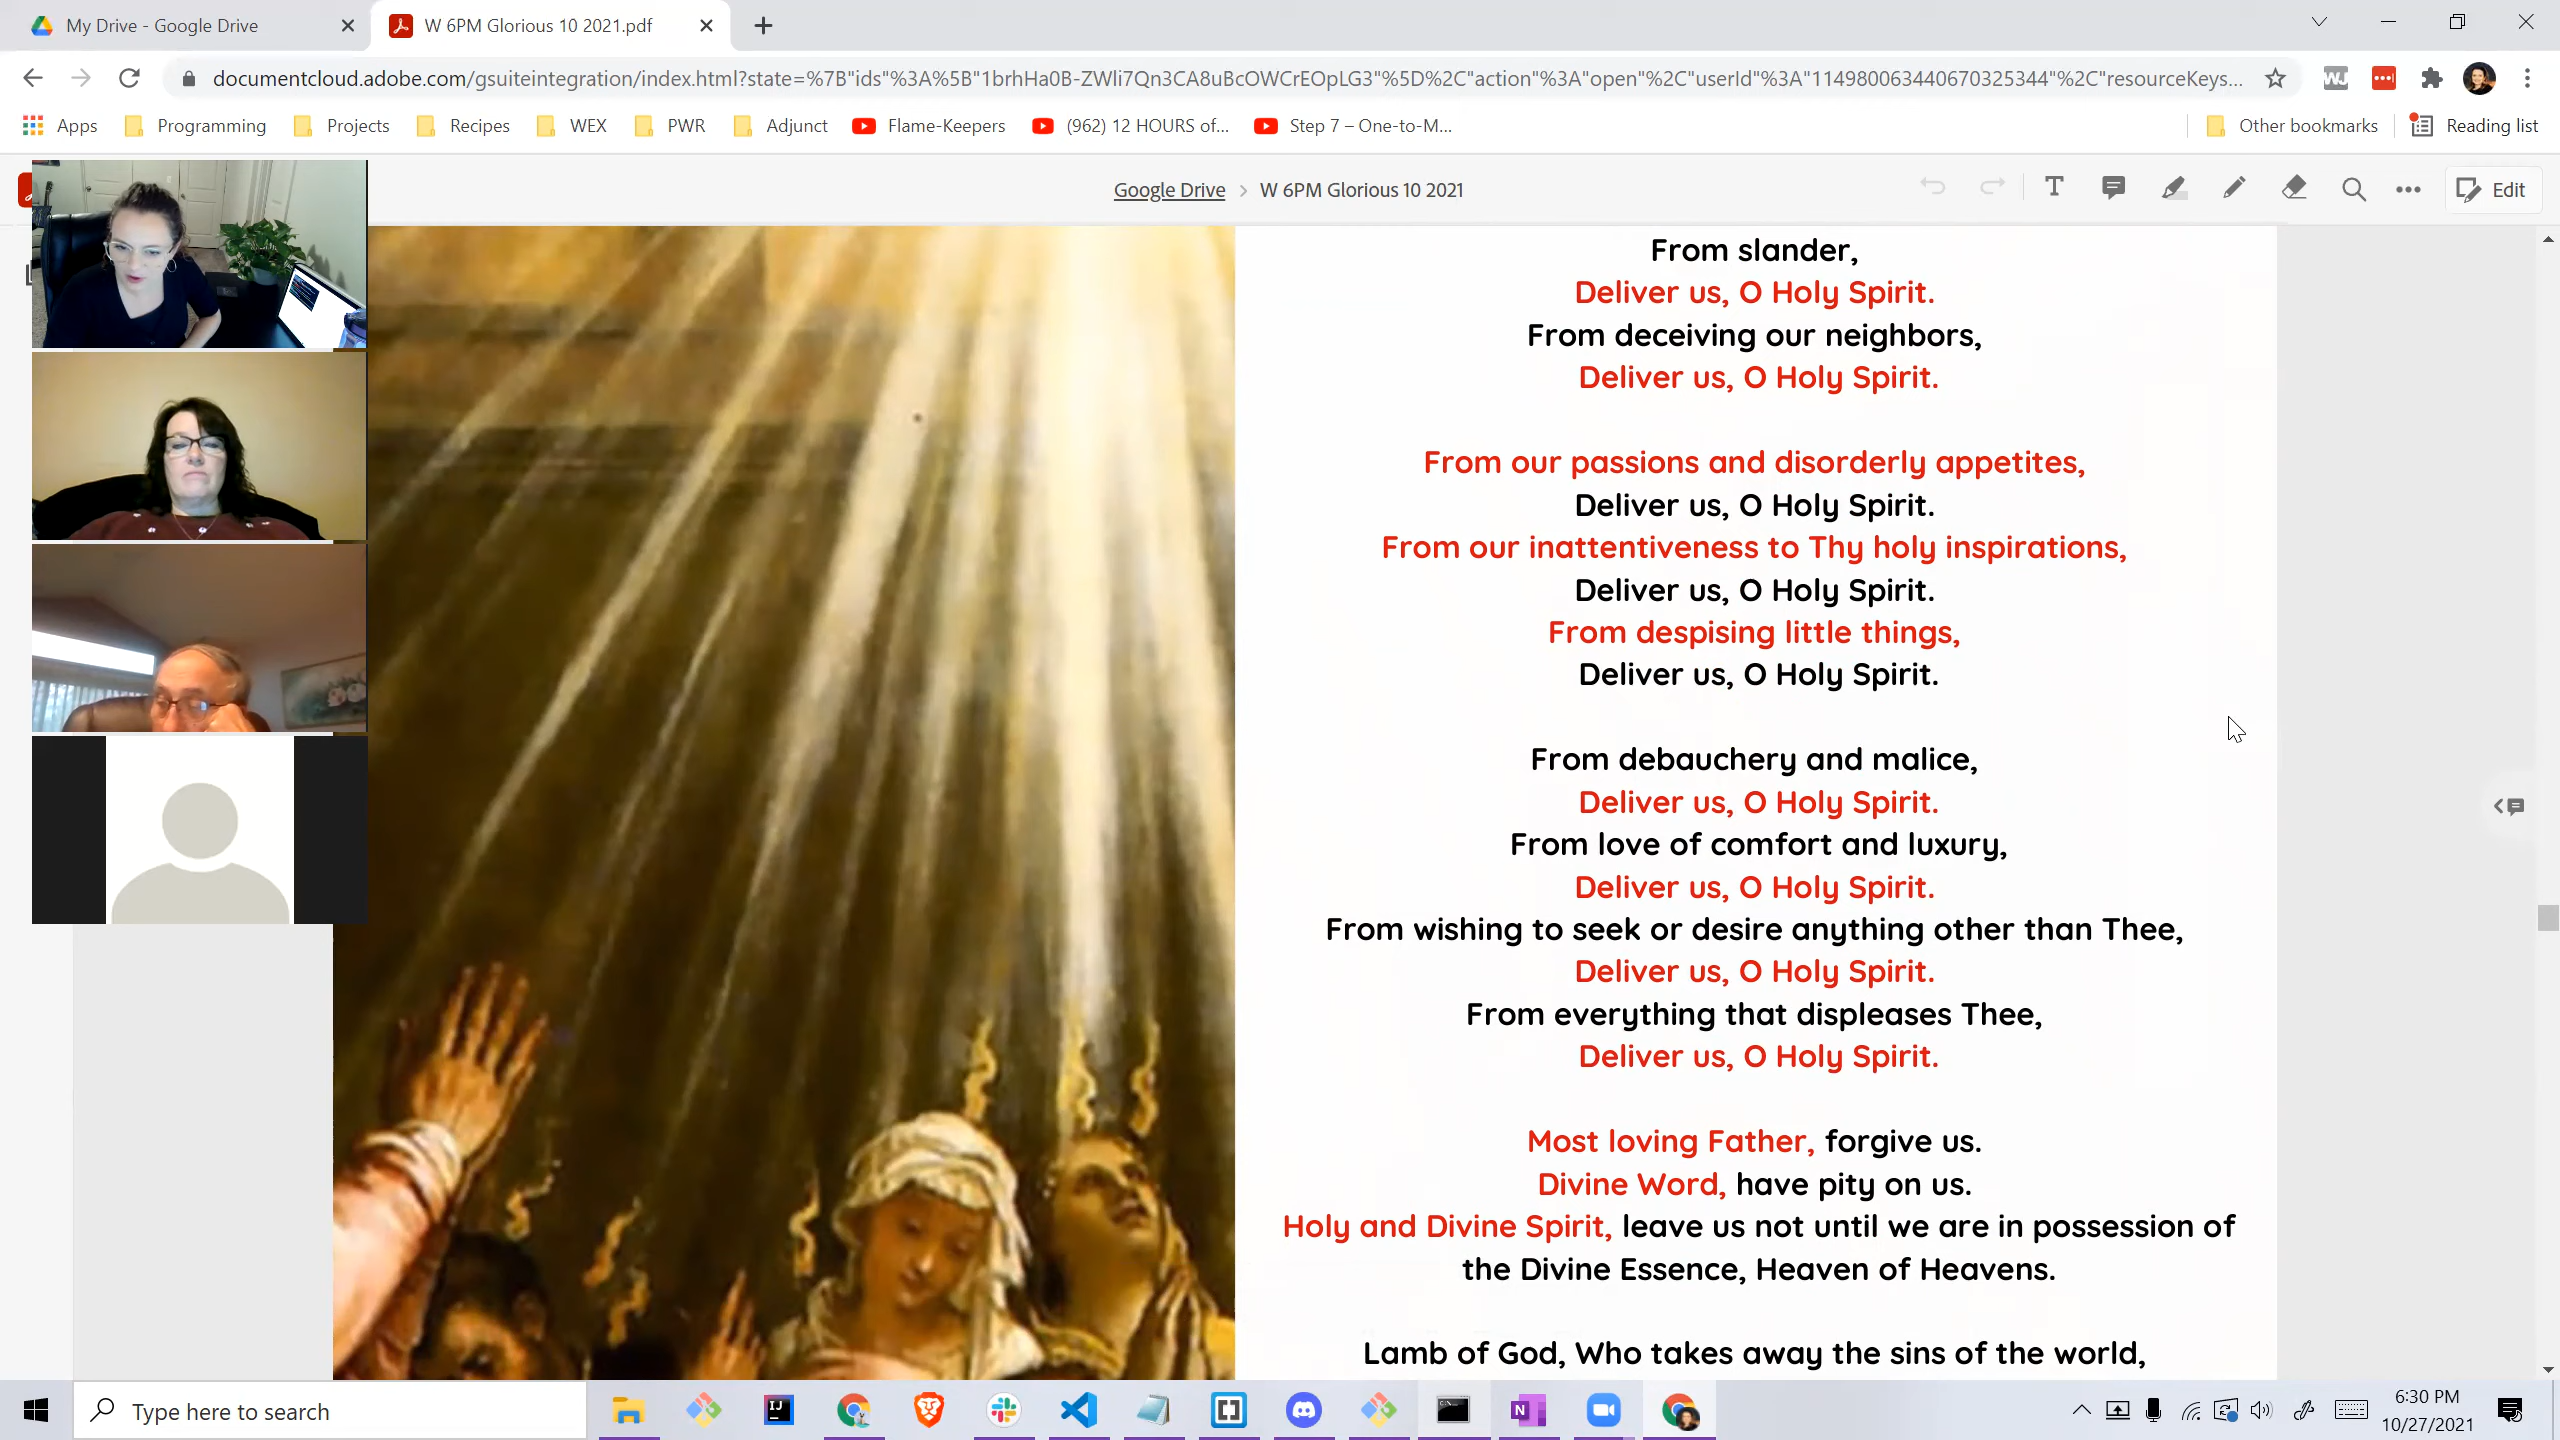 My Drive - Google Drive
W 6PM Glorious 10 2021.pdf
documentcloud.adobe.com/gsuiteintegration/index.html?state=%7B"ids"%3A%5B"1brhHa0B-ZWli7Qn3CA8uBcOWCrEOpLG3"%5D%2C"action"%3A"open"%2C"userId"%3A"114980063440670325344"%2C"resourceKeys...
Apps
Programming
Projects
Recipes
WEX
PWR
Adjunct
Flame-Keepers
(962) 12 HOURS of...
Step 7 – One-to-M...
Other bookmarks
Reading list
Google Drive > W 6PM Glorious 10 2021
Edit
From slander,
Deliver us, O Holy Spirit.
From deceiving our neighbors,
Deliver us, O Holy Spirit.
From our passions and disorderly appetites,
Deliver us, O Holy Spirit.
From our inattentiveness to Thy holy inspirations,
Deliver us, O Holy Spirit.
From despising little things,
Deliver us, O Holy Spirit.
From debauchery and malice,
Deliver us, O Holy Spirit.
From love of comfort and luxury,
Deliver us, O Holy Spirit.
From wishing to seek or desire anything other than Thee,
Deliver us, O Holy Spirit.
From everything that displeases Thee,
Deliver us, O Holy Spirit.
Most loving Father, forgive us.
Divine Word, have pity on us.
Holy and Divine Spirit, leave us not until we are in possession of
the Divine Essence, Heaven of Heavens.
Lamb of God, Who takes away the sins of the world,
Type here to search
6:30 PM
10/27/2021